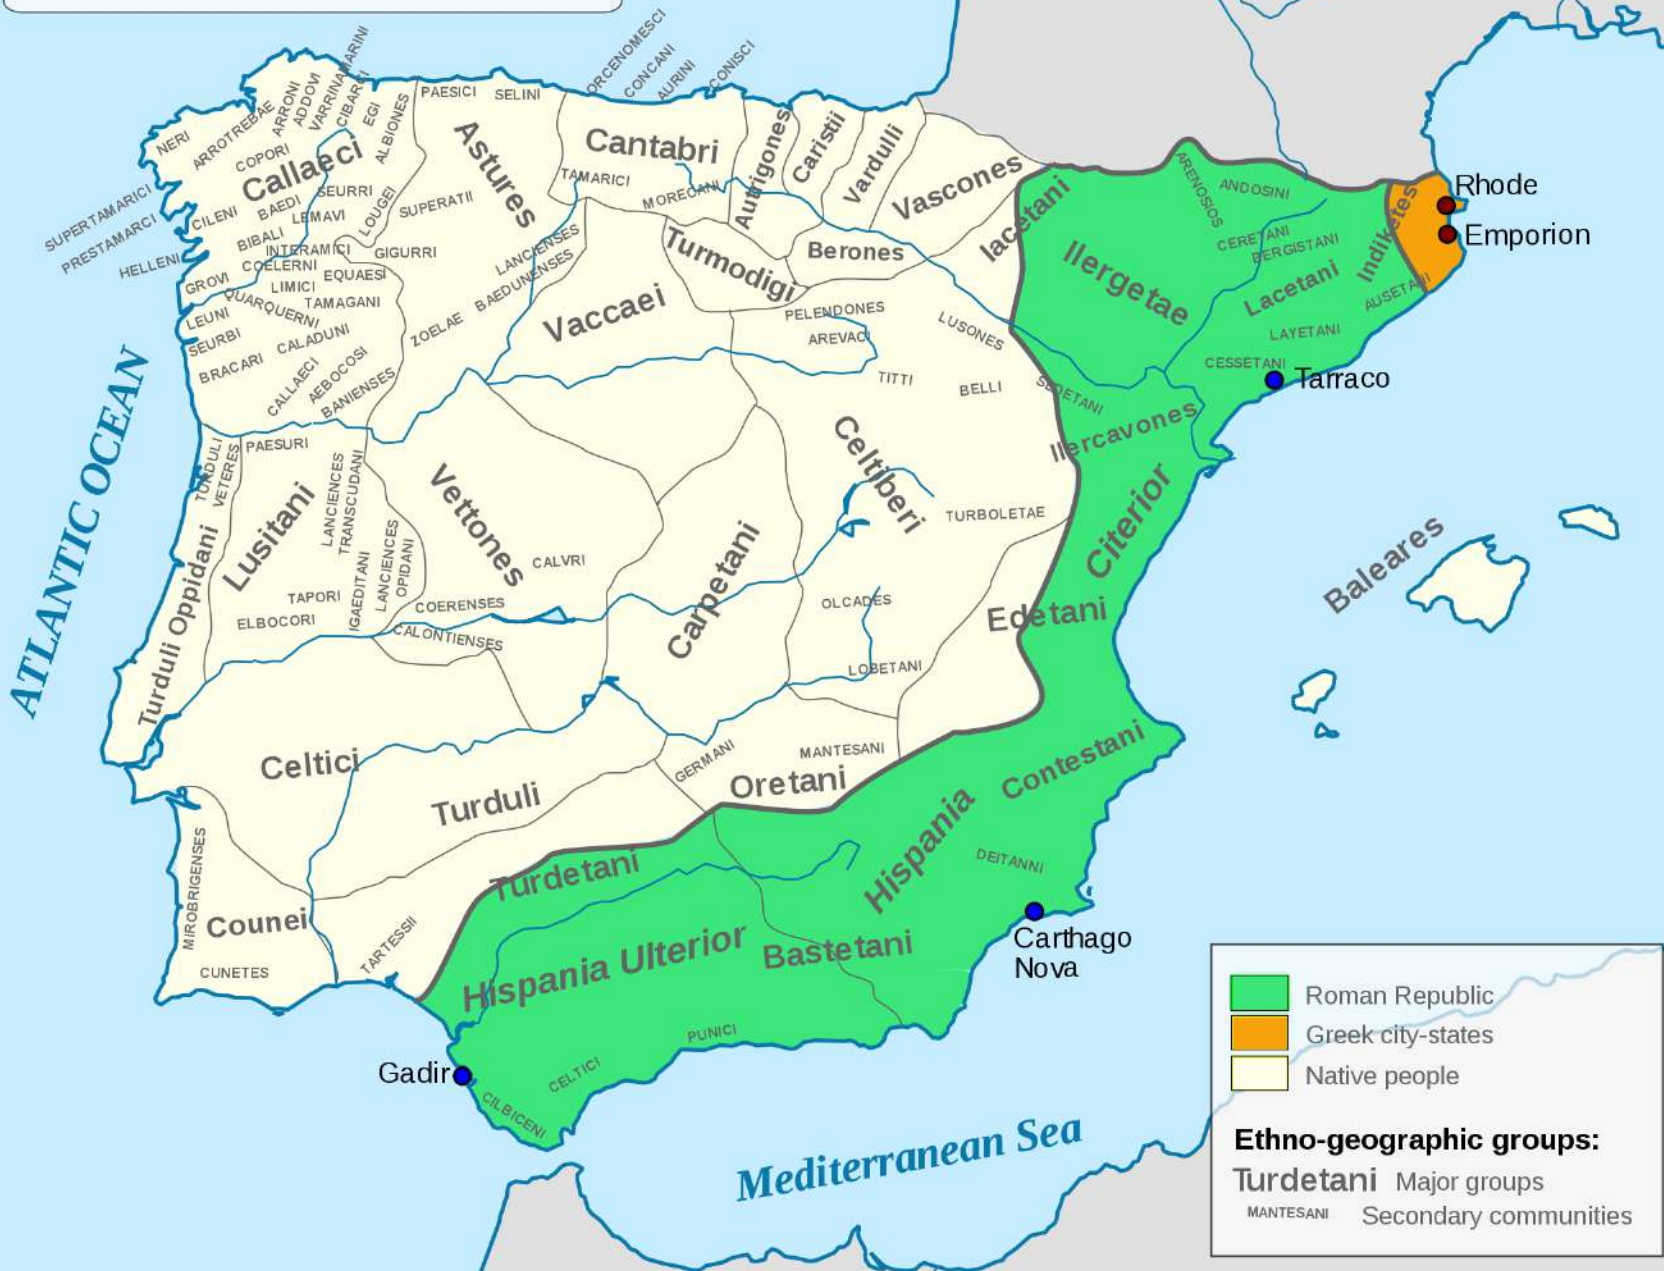 ORCENOMESCI
CONCANI
AURINI
CONISCI
NERI
ARROTREBAE
ARRONI
ADDOVI
VARRINAMARINI
CIBARCI
EGI
ALBIONES
PAESICI
SELINI
COPORI
Callaeci
Astures
Cantabri
Autrigones
Caristii
Vardulli
Vascones
TAMARICI
MORECANI
SUPERTAMARICI
PRESTAMARCI
HELLENI
CILENI
BAEDI
SEURRI
LEMAVI
LOUGEI
SUPERATII
BIBALI
INTERAMICI
GIGURRI
COELERNI
EQUAESI
GROVI
LIMICI
QUARQUERNI
TAMAGANI
LEUNI
SEURBI
CALADUNI
BRACARI
CALLAECI
AEBOCOSI
BANIENSES
ZOELAE
LANCIENSES
BAEDUNENSES
Vaccaei
Turmodigi
Berones
PELENDONES
AREVACI
LUSONES
TITTI
BELLI
Iacetani
Ilergetae
ARENOSIOS
ANDOSINI
CERETANI
BERGISTANI
Lacetani
Indiketes
AUSETANI
LAYETANI
CESSETANI
Rhode
Emporion
Tarraco
SEDETANI
Ilercavones
ATLANTIC OCEAN
TURDULI
VETERES
PAESURI
Lusitani
LANCIENCES
TRANSCUDANI
Vettones
Celtiberi
TURBOLETAE
Hispania Citerior
Baleares
Turduli Oppidani
TAPORI
ELBOCORI
IGAEDITANI
LANCIENCES
OPIDANI
CALVRI
COERENSES
CALONTIENSES
Carpetani
OLCADES
LOBETANI
Edetani
Celtici
Turduli
GERMANI
MANTESANI
Oretani
Contestani
DEITANNI
MIROBRIGENSES
Counei
CUNETES
TARTESSII
Turdetani
Hispania Ulterior
Bastetani
Carthago
Nova
PUNICI
CELTICI
CILBICENI
Gadir
Mediterranean Sea
Roman Republic
Greek city-states
Native people
Ethno-geographic groups:
Turdetani Major groups
MANTESANI Secondary communities